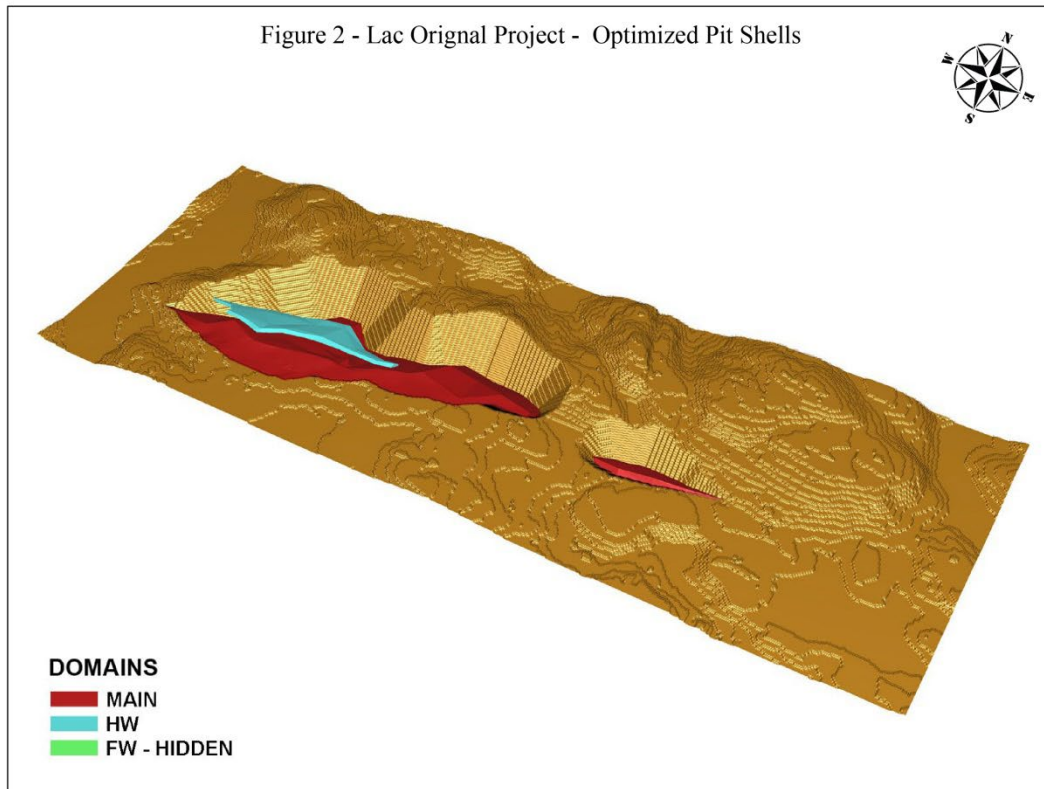 Figure 2 - Lac Orignal Project - Optimized Pit Shells
N
W
E
S
DOMAINS
MAIN
HW
FW - HIDDEN